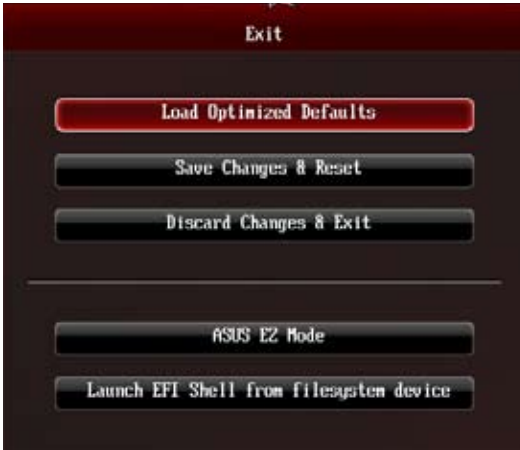 Exit
Load Optimized Defaults
Save Changes & Reset
Discard Changes & Exit
ASUS EZ Mode
Launch EFI Shell from filesystem device